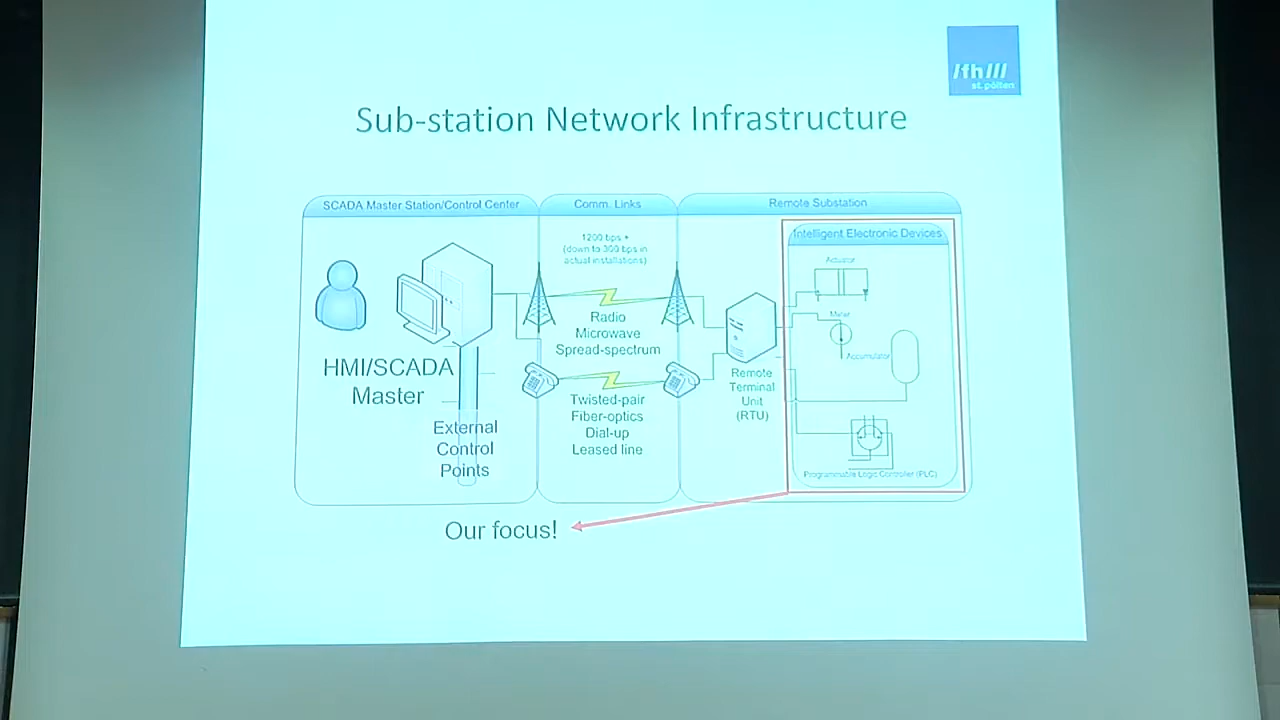 /fh///
st.pölten
Sub-station Network Infrastructure
SCADA Master Station/Control Center
Comm. Links
Remote Substation
1200 bps +
(down to 300 bps in
actual installations)
Intelligent Electronic Devices
Actuator
Meter
Accumulator
Radio
Microwave
Spread-spectrum
HMI/SCADA
Master
Remote
Terminal
Unit
(RTU)
Twisted-pair
Fiber-optics
Dial-up
Leased line
External
Control
Points
Programmable Logic Controller (PLC)
Our focus!